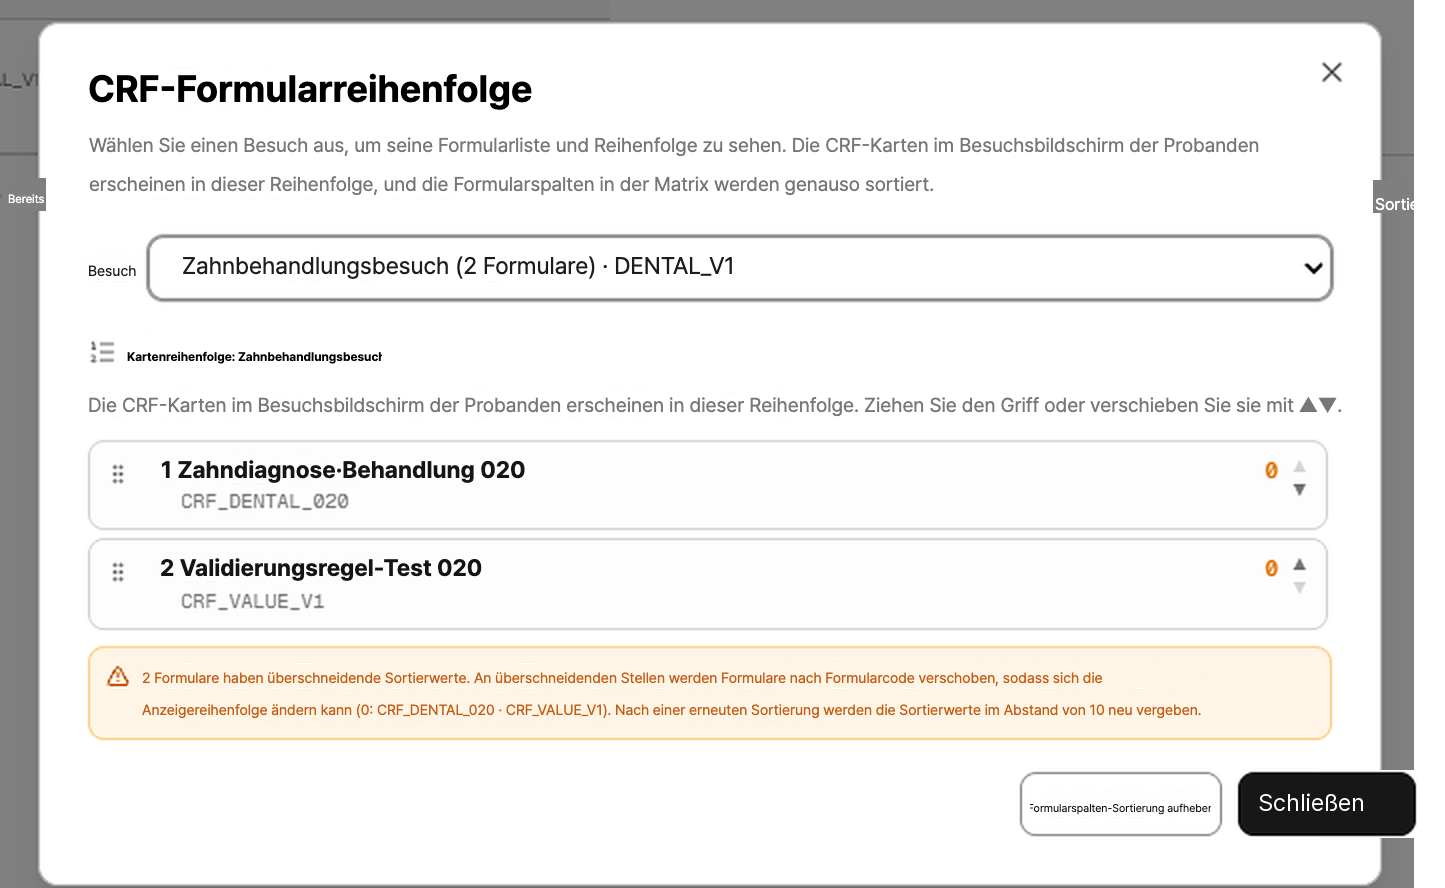 CRF-Formularreihenfolge
Wählen Sie einen Besuch aus, um seine Formularliste und Reihenfolge zu sehen. Die CRF-Karten im Besuchsbildschirm der Probanden
erscheinen in dieser Reihenfolge, und die Formularspalten in der Matrix werden genauso sortiert.
Bereits
Besuch
Zahnbehandlungsbesuch (2 Formulare) · DENTAL_V1
Kartenreihenfolge: Zahnbehandlungsbesuch
Die CRF-Karten im Besuchsbildschirm der Probanden erscheinen in dieser Reihenfolge. Ziehen Sie den Griff oder verschieben Sie sie mit ▲▼.
1 Zahndiagnose·Behandlung 020
0
CRF_DENTAL_020
2 Validierungsregel-Test 020
0
CRF_VALUE_V1
2 Formulare haben überschneidende Sortierwerte. An überschneidenden Stellen werden Formulare nach Formularcode verschoben, sodass sich die
Anzeigereihenfolge ändern kann (0: CRF_DENTAL_020 · CRF_VALUE_V1). Nach einer erneuten Sortierung werden die Sortierwerte im Abstand von 10 neu vergeben.
Formularspalten-Sortierung aufheben
Schließen